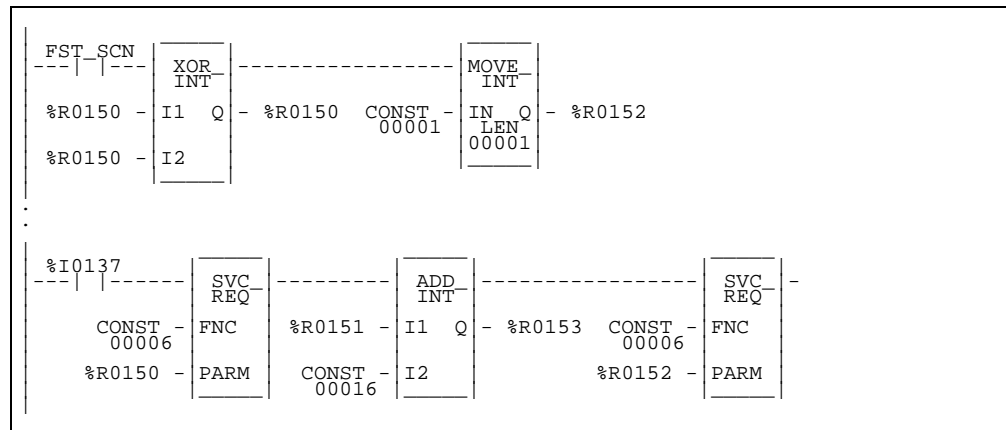 FST_SCN
XOR_ MOVE_
INT INT
%R0150 - I1 Q - %R0150 CONST - IN Q - %R0152
00001 LEN
00001
%R0150 - I2
%I0137
SVC_ ADD_ SVC_
REQ INT REQ
CONST - FNC %R0151 - I1 Q - %R0153 CONST - FNC
00006 00006
%R0150 - PARM CONST - I2 %R0152 - PARM
00016